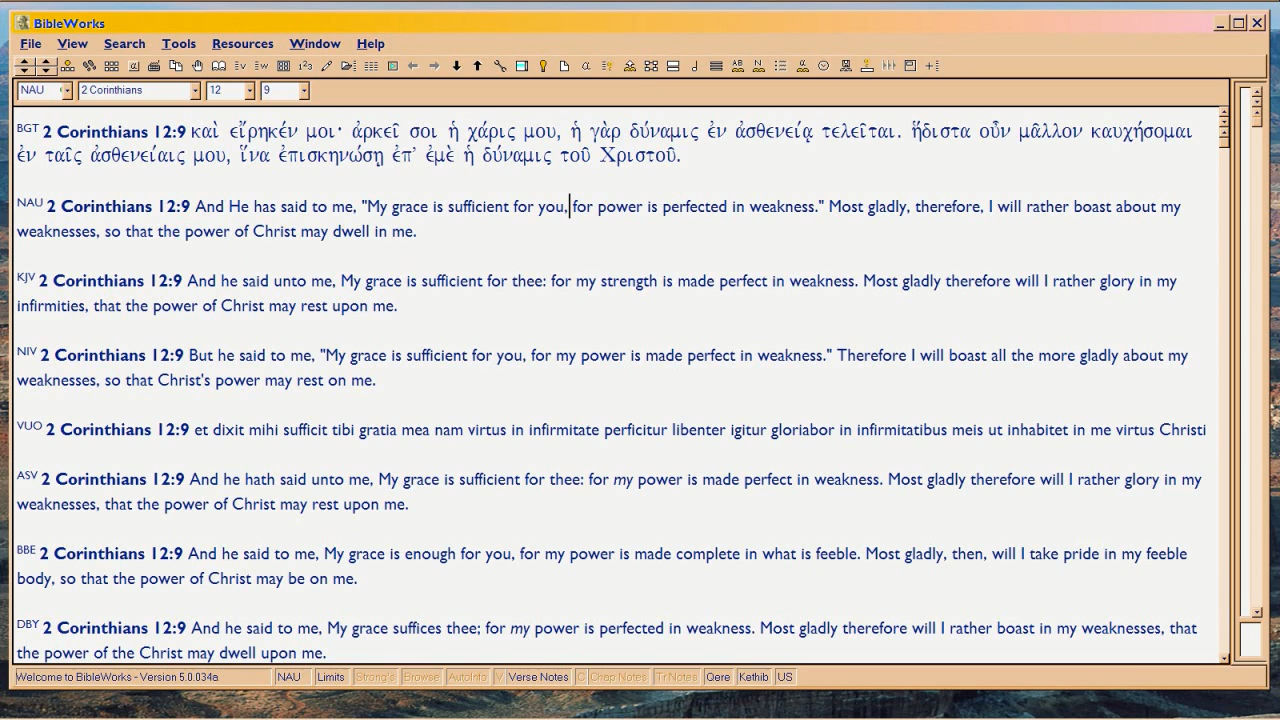 BibleWorks
File View Search Tools Resources Window Help
NAU 2 Corinthians 12 9
BGT 2 Corinthians 12:9 καὶ εἴρηκέν μοι· ἀρκεῖ σοι ἡ χάρις μου, ἡ γὰρ δύναμις ἐν ἀσθενείᾳ τελεῖται. ἥδιστα οὖν μᾶλλον καυχήσομαι
ἐν ταῖς ἀσθενείαις μου, ἵνα ἐπισκηνώσῃ ἐπ' ἐμὲ ἡ δύναμις τοῦ Χριστοῦ.
NAU 2 Corinthians 12:9 And He has said to me, "My grace is sufficient for you, for power is perfected in weakness." Most gladly, therefore, I will rather boast about my
weaknesses, so that the power of Christ may dwell in me.
KJV 2 Corinthians 12:9 And he said unto me, My grace is sufficient for thee: for my strength is made perfect in weakness. Most gladly therefore will I rather glory in my
infirmities, that the power of Christ may rest upon me.
NIV 2 Corinthians 12:9 But he said to me, "My grace is sufficient for you, for my power is made perfect in weakness." Therefore I will boast all the more gladly about my
weaknesses, so that Christ's power may rest on me.
VUO 2 Corinthians 12:9 et dixit mihi sufficit tibi gratia mea nam virtus in infirmitate perficitur libenter igitur gloriabor in infirmitatibus meis ut inhabitet in me virtus Christi
ASV 2 Corinthians 12:9 And he hath said unto me, My grace is sufficient for thee: for my power is made perfect in weakness. Most gladly therefore will I rather glory in my
weaknesses, that the power of Christ may rest upon me.
BBE 2 Corinthians 12:9 And he said to me, My grace is enough for you, for my power is made complete in what is feeble. Most gladly, then, will I take pride in my feeble
body, so that the power of Christ may be on me.
DBY 2 Corinthians 12:9 And he said to me, My grace suffices thee; for my power is perfected in weakness. Most gladly therefore will I rather boast in my weaknesses, that
the power of the Christ may dwell upon me.
Welcome to BibleWorks - Version 5.0.034a NAU Limits Strong's Browse AutoInfo V Verse Notes C Chap Notes Tr Notes Qere Kethib US